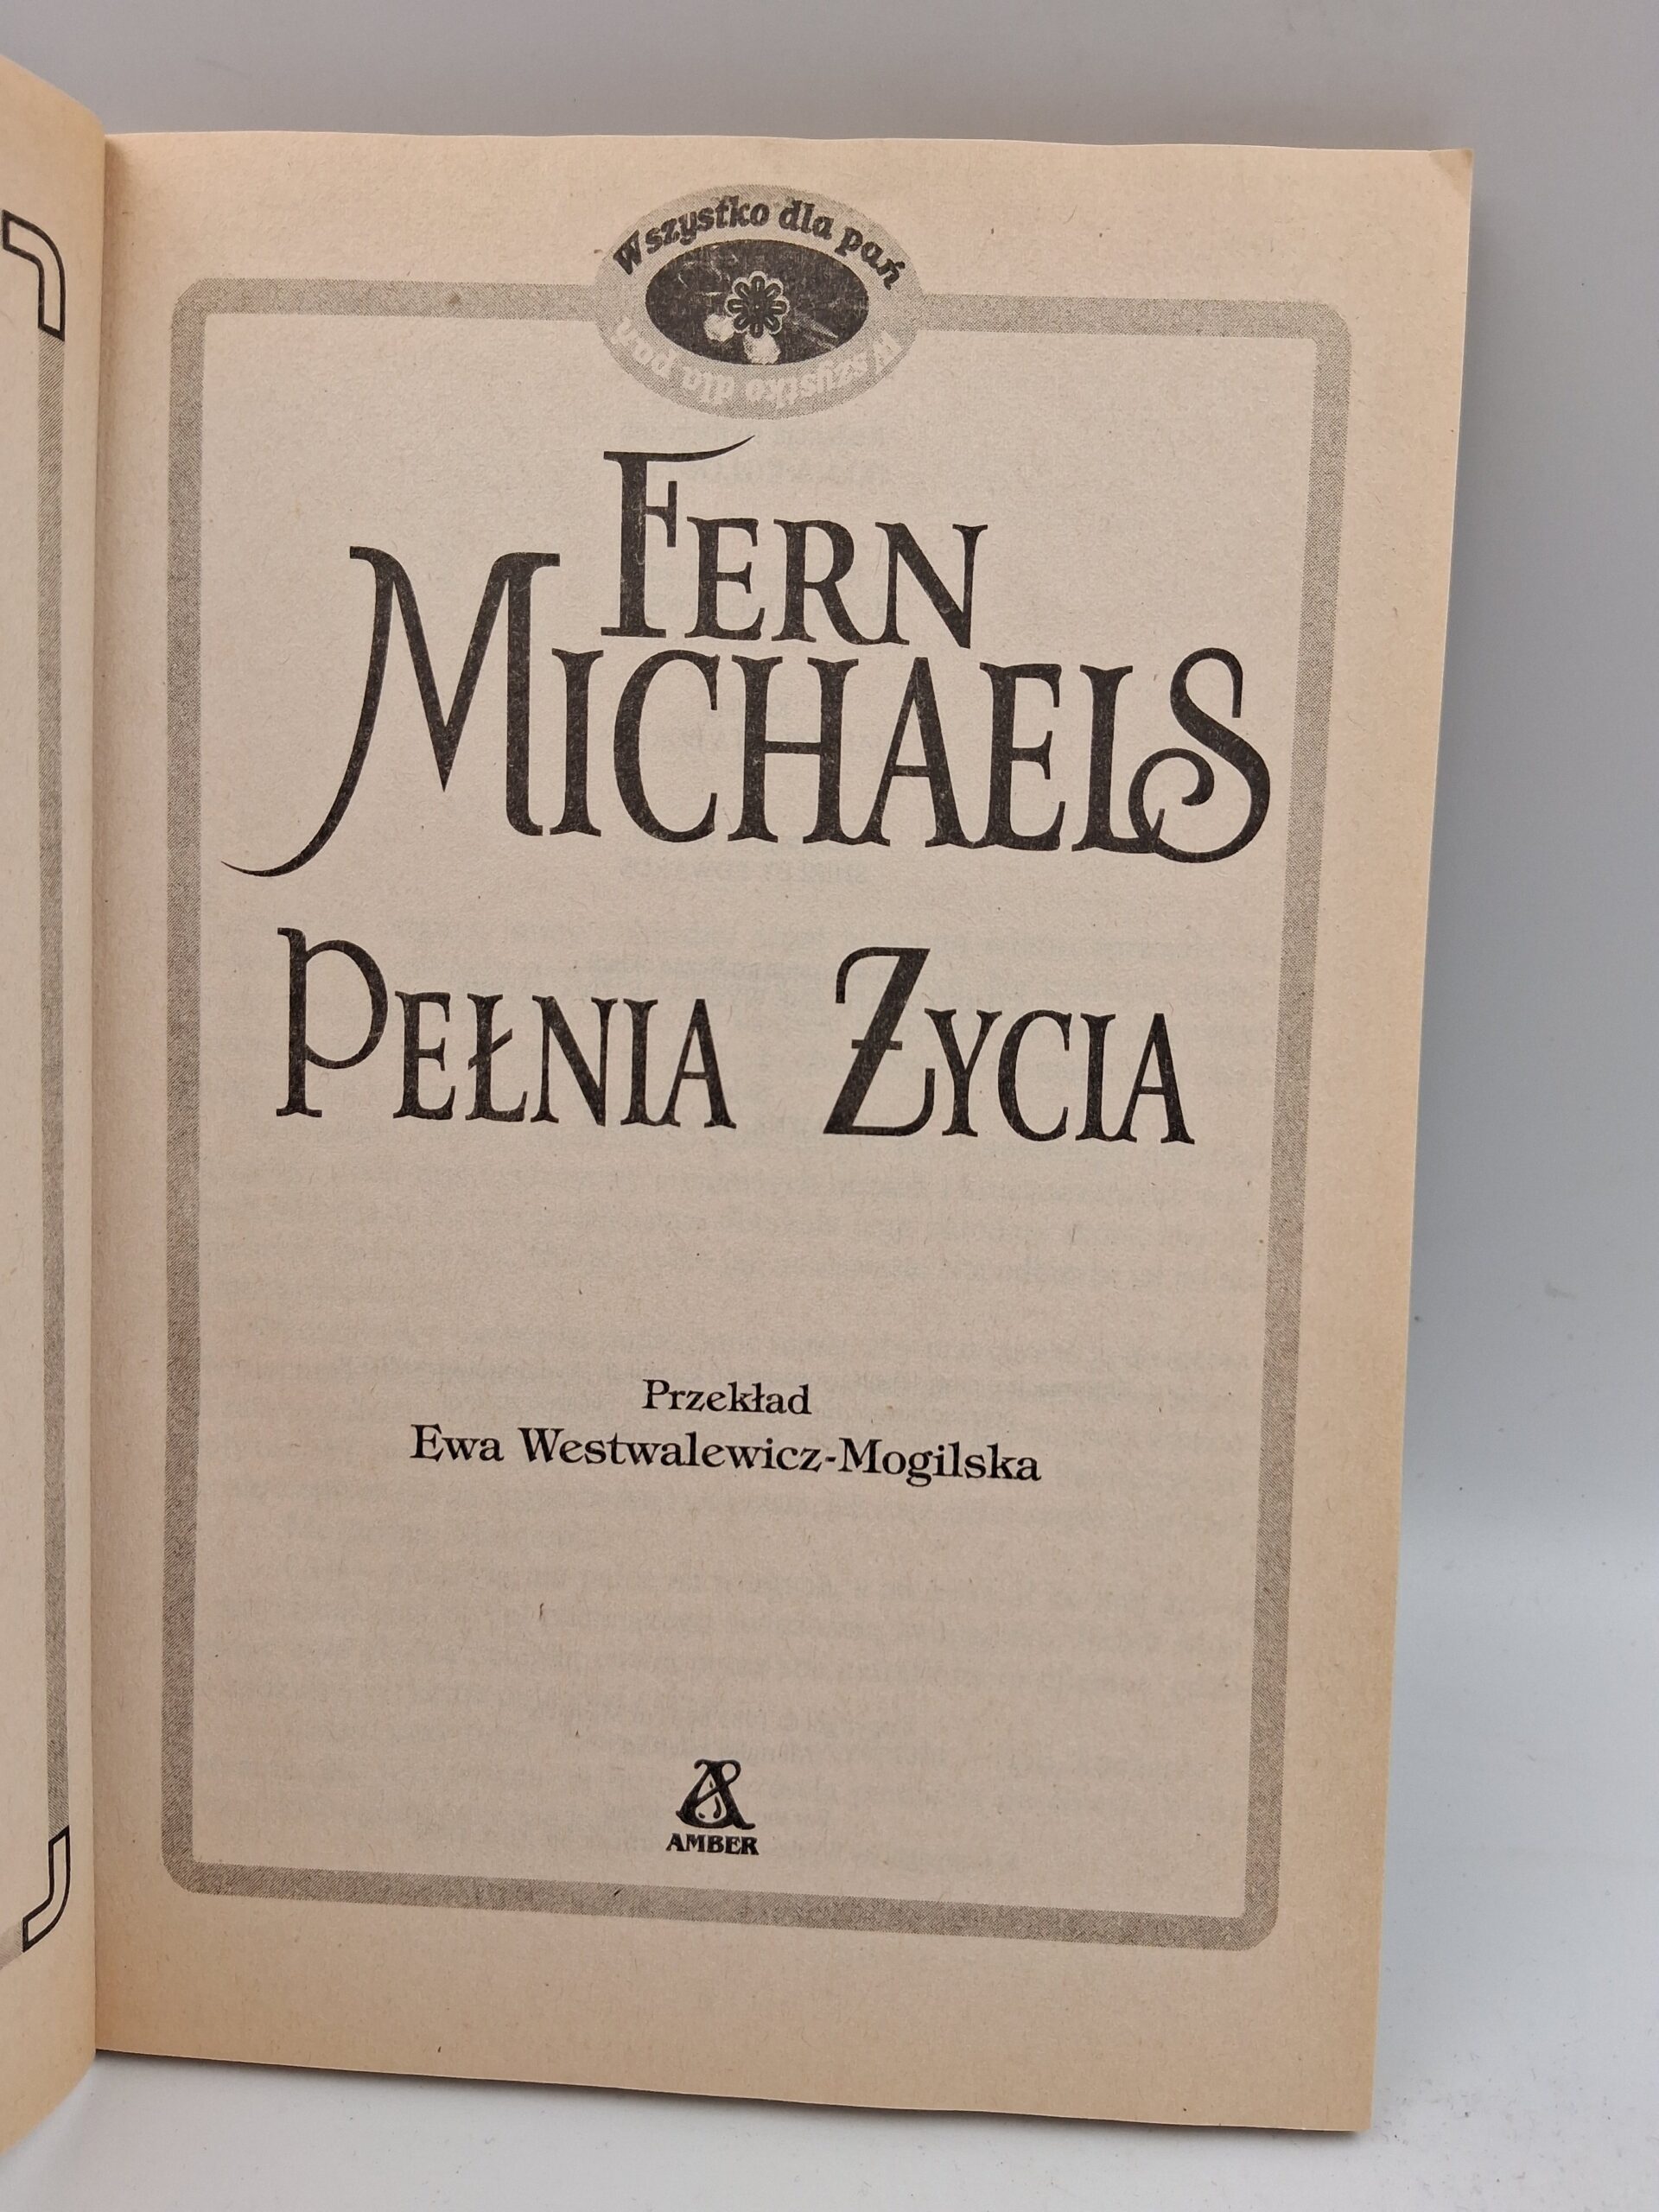 Wszystko dla pań
Wszystko dla pań
FERN
MICHAELS
PEŁNIA ŻYCIA
Przekład
Ewa Westwalewicz-Mogilska
AMBER